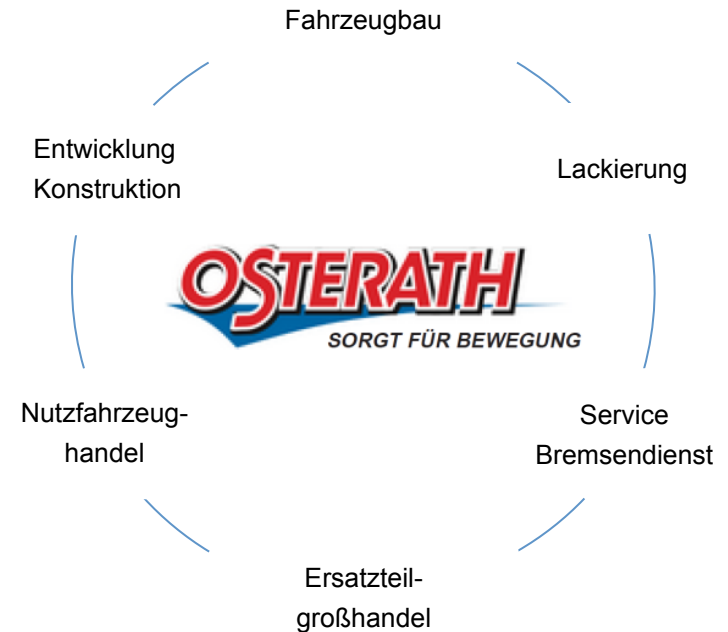 Fahrzeugbau
Entwicklung
Konstruktion
Lackierung
OSTERATH
SORGT FÜR BEWEGUNG
Nutzfahrzeug-
handel
Service
Bremsendienst
Ersatzteil-
großhandel